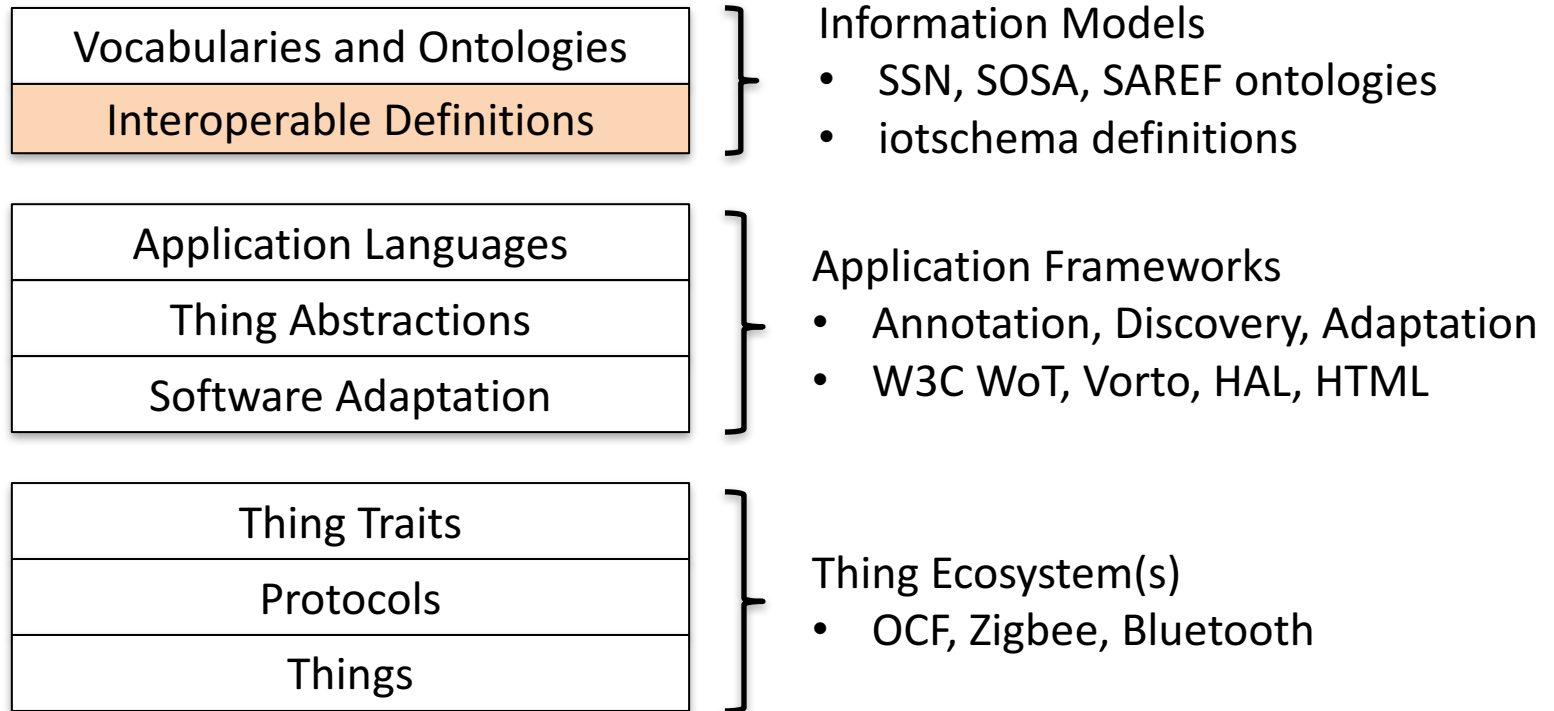 Vocabularies and Ontologies
Interoperable Definitions
Information Models
• SSN, SOSA, SAREF ontologies
• iotschema definitions
Application Languages
Thing Abstractions
Software Adaptation
Application Frameworks
• Annotation, Discovery, Adaptation
• W3C WoT, Vorto, HAL, HTML
Thing Traits
Protocols
Things
Thing Ecosystem(s)
• OCF, Zigbee, Bluetooth